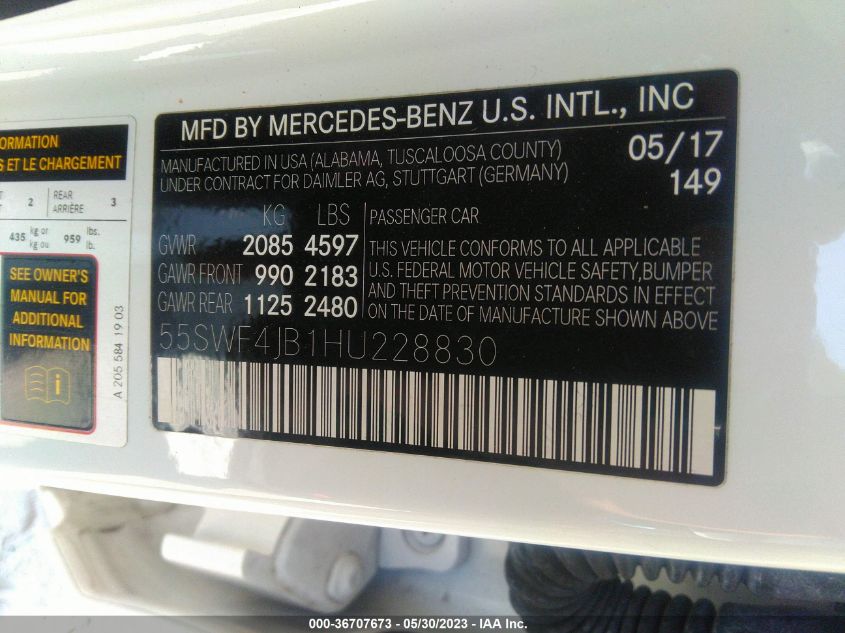 ORMATION
S ET LE CHARGEMENT
2 REAR ARRIÈRE 3
435 kg or kg ou 959 lbs. lb.
SEE OWNER'S
MANUAL FOR
ADDITIONAL
INFORMATION
A 205 584 19 03
MFD BY MERCEDES-BENZ U.S. INTL., INC
MANUFACTURED IN USA (ALABAMA, TUSCALOOSA COUNTY) 05/17
UNDER CONTRACT FOR DAIMLER AG, STUTTGART (GERMANY) 149
KG LBS
GVWR 2085 4597
GAWR FRONT 990 2183
GAWR REAR 1125 2480
PASSENGER CAR
THIS VEHICLE CONFORMS TO ALL APPLICABLE
U.S. FEDERAL MOTOR VEHICLE SAFETY, BUMPER
AND THEFT PREVENTION STANDARDS IN EFFECT
ON THE DATE OF MANUFACTURE SHOWN ABOVE
55SWF4JB1HU228830
000-36707673 - 05/30/2023 - IAA Inc.